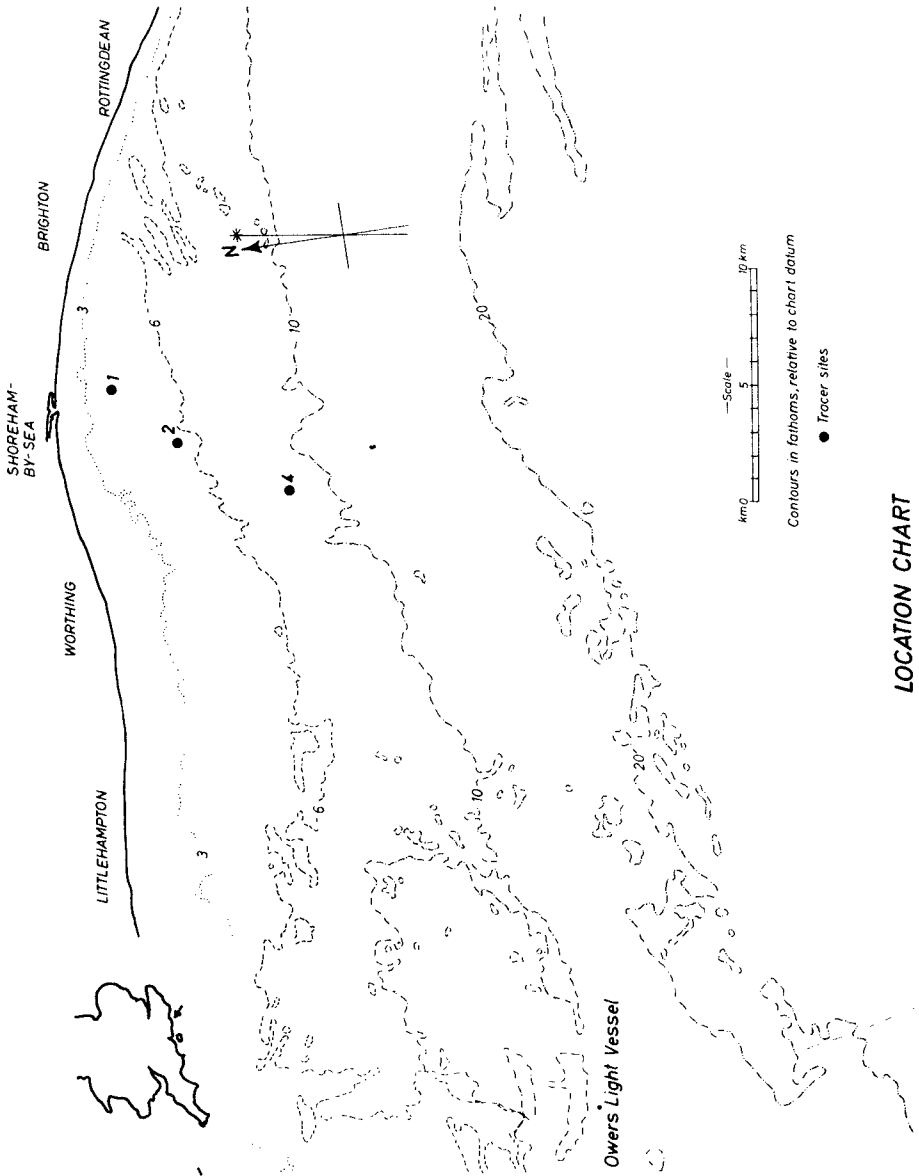 SHOREHAM-
BY-SEA
BRIGHTON
ROTTINGDEAN
WORTHING
LITTLEHAMPTON
3
3
1
2
4
6
6
N
10
10
20
20
Owers Light Vessel
—Scale—
km 0 5 10 km
Contours in fathoms, relative to chart datum
● Tracer sites
LOCATION CHART